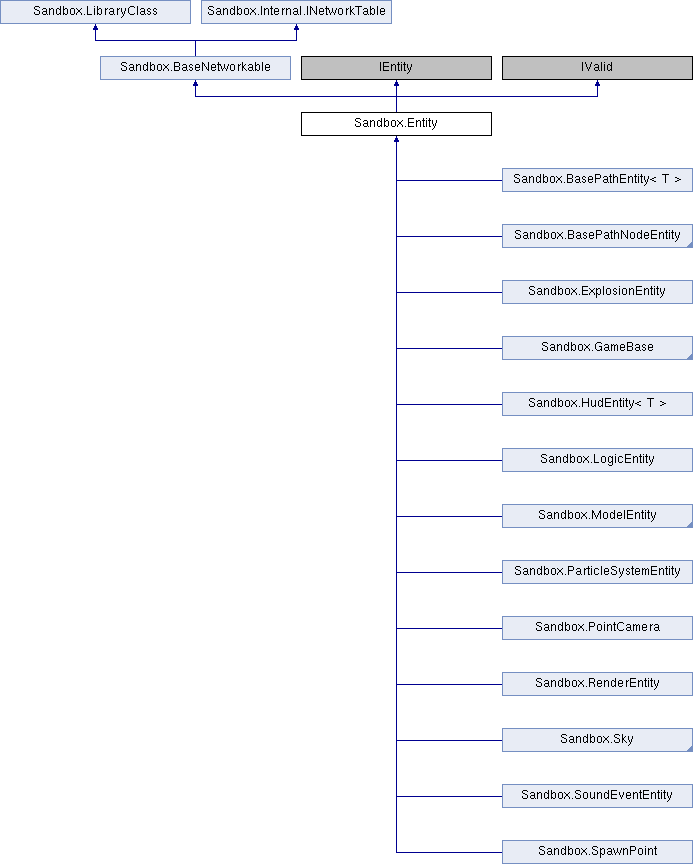 Sandbox.LibraryClass
Sandbox.Internal.INetworkTable
Sandbox.BaseNetworkable
IEntity
IValid
Sandbox.Entity
Sandbox.BasePathEntity< T >
Sandbox.BasePathNodeEntity
Sandbox.ExplosionEntity
Sandbox.GameBase
Sandbox.HudEntity< T >
Sandbox.LogicEntity
Sandbox.ModelEntity
Sandbox.ParticleSystemEntity
Sandbox.PointCamera
Sandbox.RenderEntity
Sandbox.Sky
Sandbox.SoundEventEntity
Sandbox.SpawnPoint